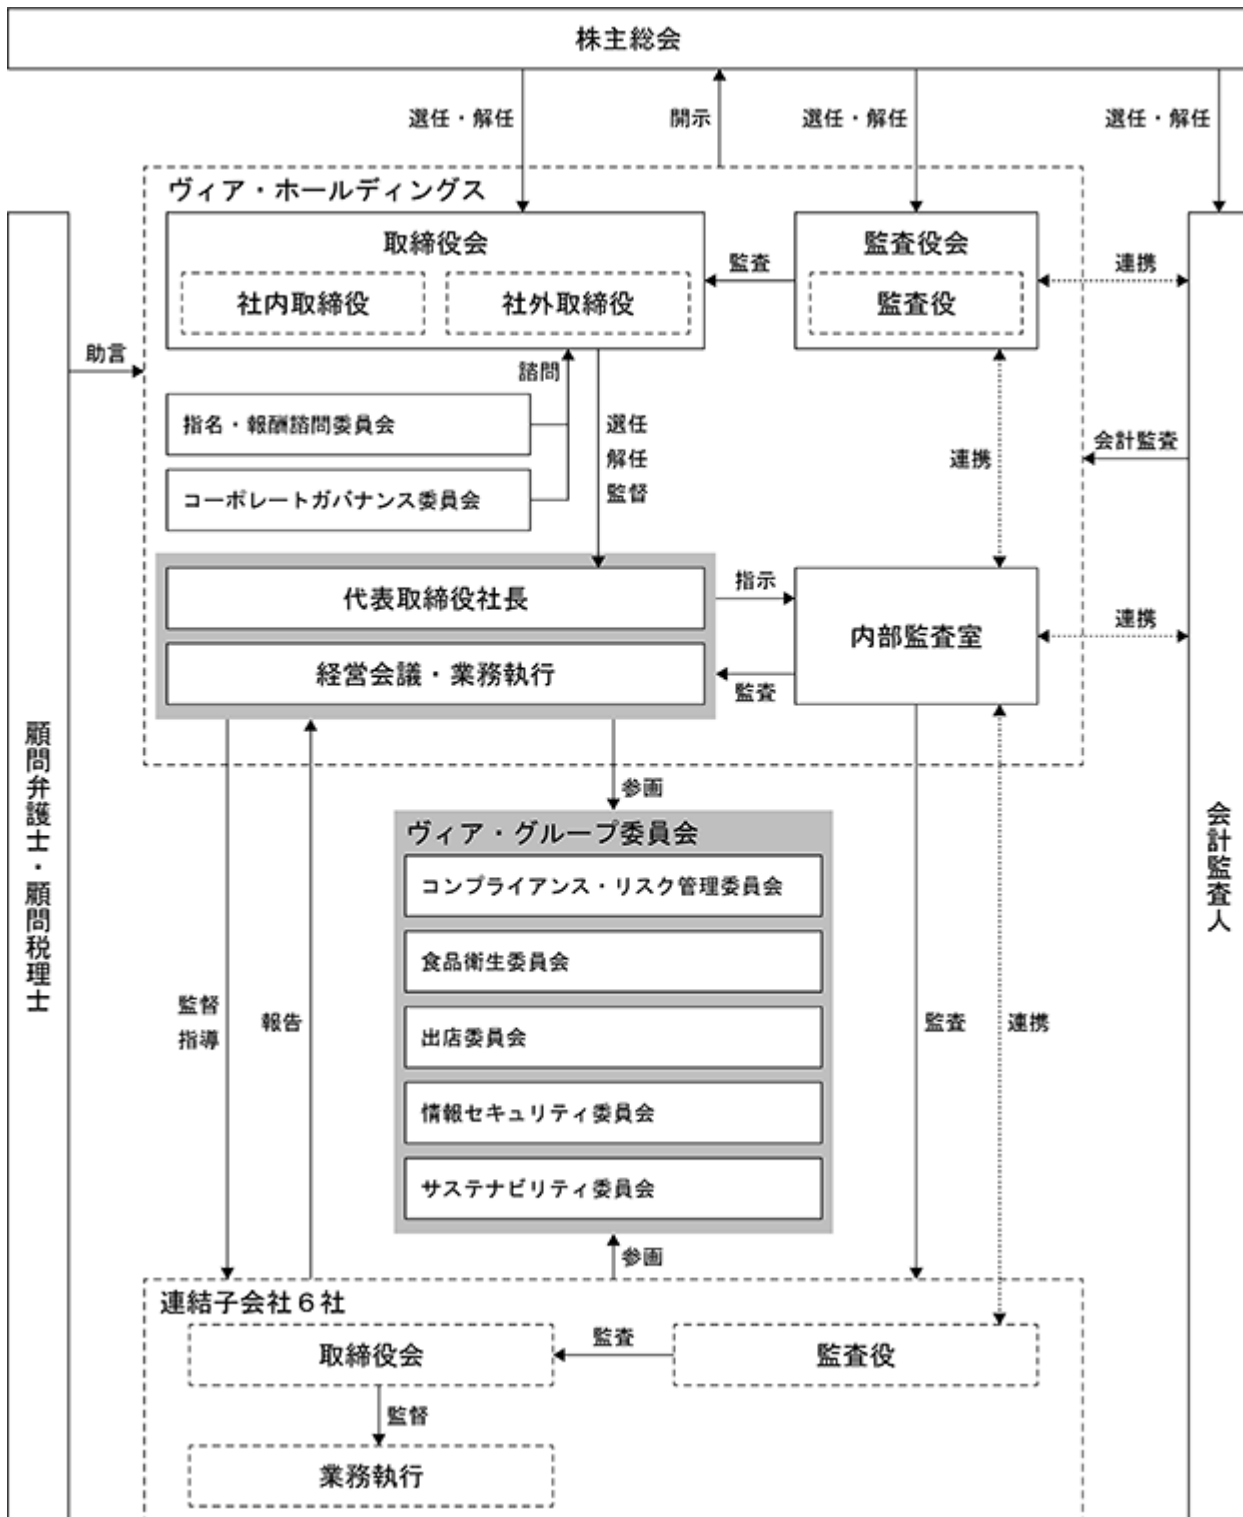 株主総会
選任・解任
開示
選任・解任
選任・解任
ヴィア・ホールディングス
取締役会
社内取締役
社外取締役
監査
監査役会
監査役
連携
助言
諮問
指名・報酬諮問委員会
コーポレートガバナンス委員会
選任
解任
監督
連携
会計監査
代表取締役社長
経営会議・業務執行
指示
監査
内部監査室
連携
顧問弁護士・顧問税理士
会計監査人
参画
ヴィア・グループ委員会
コンプライアンス・リスク管理委員会
食品衛生委員会
出店委員会
情報セキュリティ委員会
サステナビリティ委員会
監督
指導
報告
監査
連携
参画
連結子会社6社
取締役会
監査
監査役
監督
業務執行